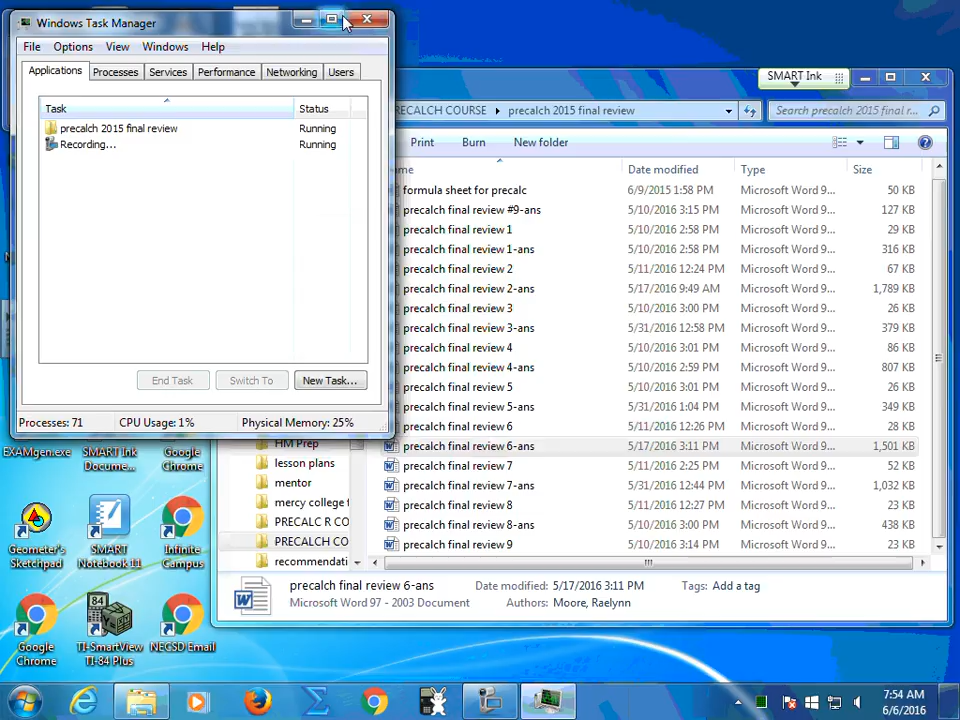 Windows Task Manager
File Options View Windows Help
Applications Processes Services Performance Networking Users
Task Status
precalch 2015 final review Running
Recording... Running
End Task Switch To New Task...
Processes: 71 CPU Usage: 1% Physical Memory: 25%
SMART Ink
COURSE precalch 2015 final review Search precalch 2015 final r...
Print Burn New folder
Date modified Type Size
formula sheet for precalc 6/9/2015 1:58 PM Microsoft Word 9... 50 KB
precalch final review #9-ans 5/10/2016 3:15 PM Microsoft Word 9... 127 KB
precalch final review 1 5/10/2016 2:58 PM Microsoft Word 9... 29 KB
precalch final review 1-ans 5/10/2016 2:58 PM Microsoft Word 9... 316 KB
precalch final review 2 5/11/2016 12:24 PM Microsoft Word 9... 67 KB
precalch final review 2-ans 5/17/2016 9:49 AM Microsoft Word 9... 1,789 KB
precalch final review 3 5/10/2016 3:00 PM Microsoft Word 9... 26 KB
precalch final review 3-ans 5/31/2016 12:58 PM Microsoft Word 9... 379 KB
precalch final review 4 5/10/2016 3:01 PM Microsoft Word 9... 86 KB
precalch final review 4-ans 5/10/2016 2:59 PM Microsoft Word 9... 807 KB
precalch final review 5 5/10/2016 3:01 PM Microsoft Word 9... 26 KB
precalch final review 5-ans 5/31/2016 1:04 PM Microsoft Word 9... 349 KB
precalch final review 6 5/11/2016 12:26 PM Microsoft Word 9... 28 KB
precalch final review 6-ans 5/17/2016 3:11 PM Microsoft Word 9... 1,501 KB
precalch final review 7 5/11/2016 2:25 PM Microsoft Word 9... 52 KB
precalch final review 7-ans 5/31/2016 12:44 PM Microsoft Word 9... 1,032 KB
precalch final review 8 5/11/2016 12:27 PM Microsoft Word 9... 23 KB
precalch final review 8-ans 5/10/2016 3:00 PM Microsoft Word 9... 438 KB
precalch final review 9 5/10/2016 3:14 PM Microsoft Word 9... 23 KB
HM Prep
lesson plans
mentor
mercy college f
PRECALC R CO
PRECALCH CO
recommendati
precalch final review 6-ans Date modified: 5/17/2016 3:11 PM Tags: Add a tag
Microsoft Word 97 - 2003 Document Authors: Moore, Raelynn
EXAMgen.exe
SMART Ink
Docume...
Google
Chrome
Geometer's
Sketchpad
SMART
Notebook 11
Infinite
Campus
Google
Chrome
TI-SmartView
TI-84 Plus
NECSD Email
7:54 AM
6/6/2016